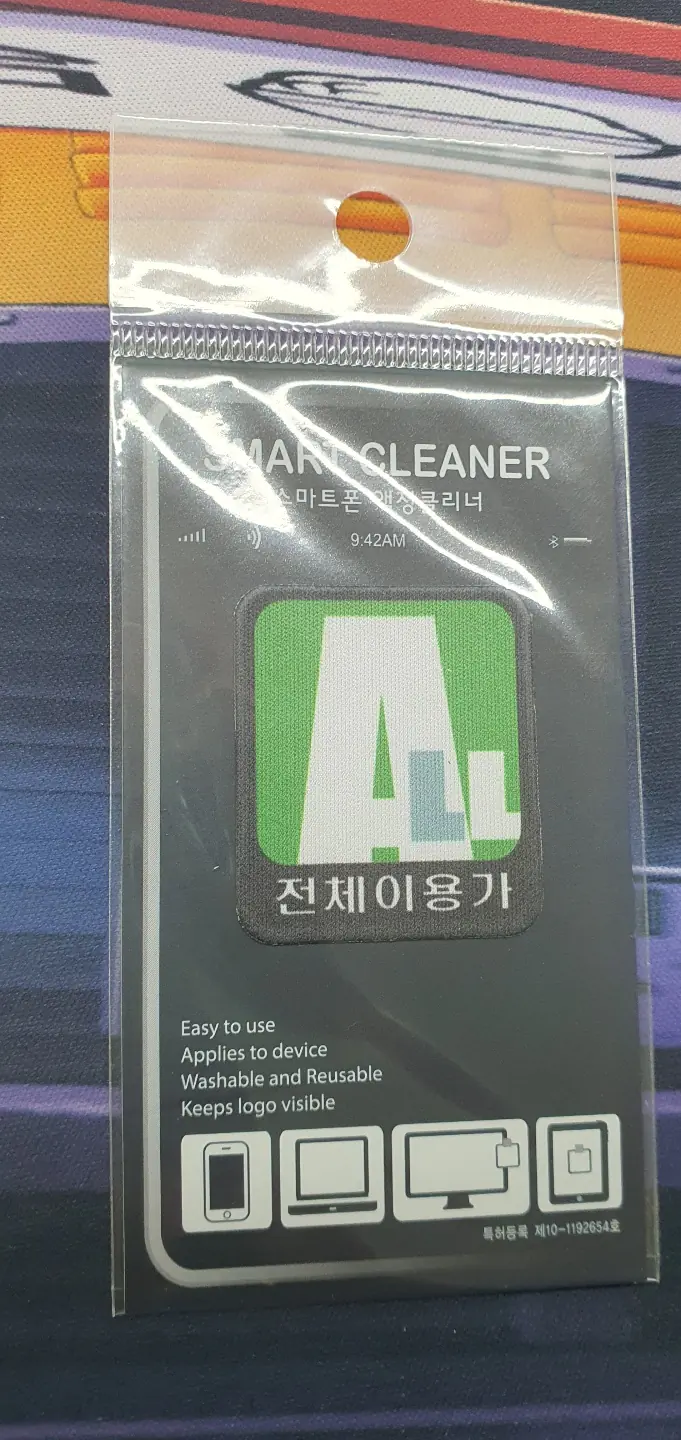 SMART CLEANER
스마트폰 액정클리너
9:42AM
ALL
전체이용가
Easy to use
Applies to device
Washable and Reusable
Keeps logo visible
특허등록 제10-1192654호